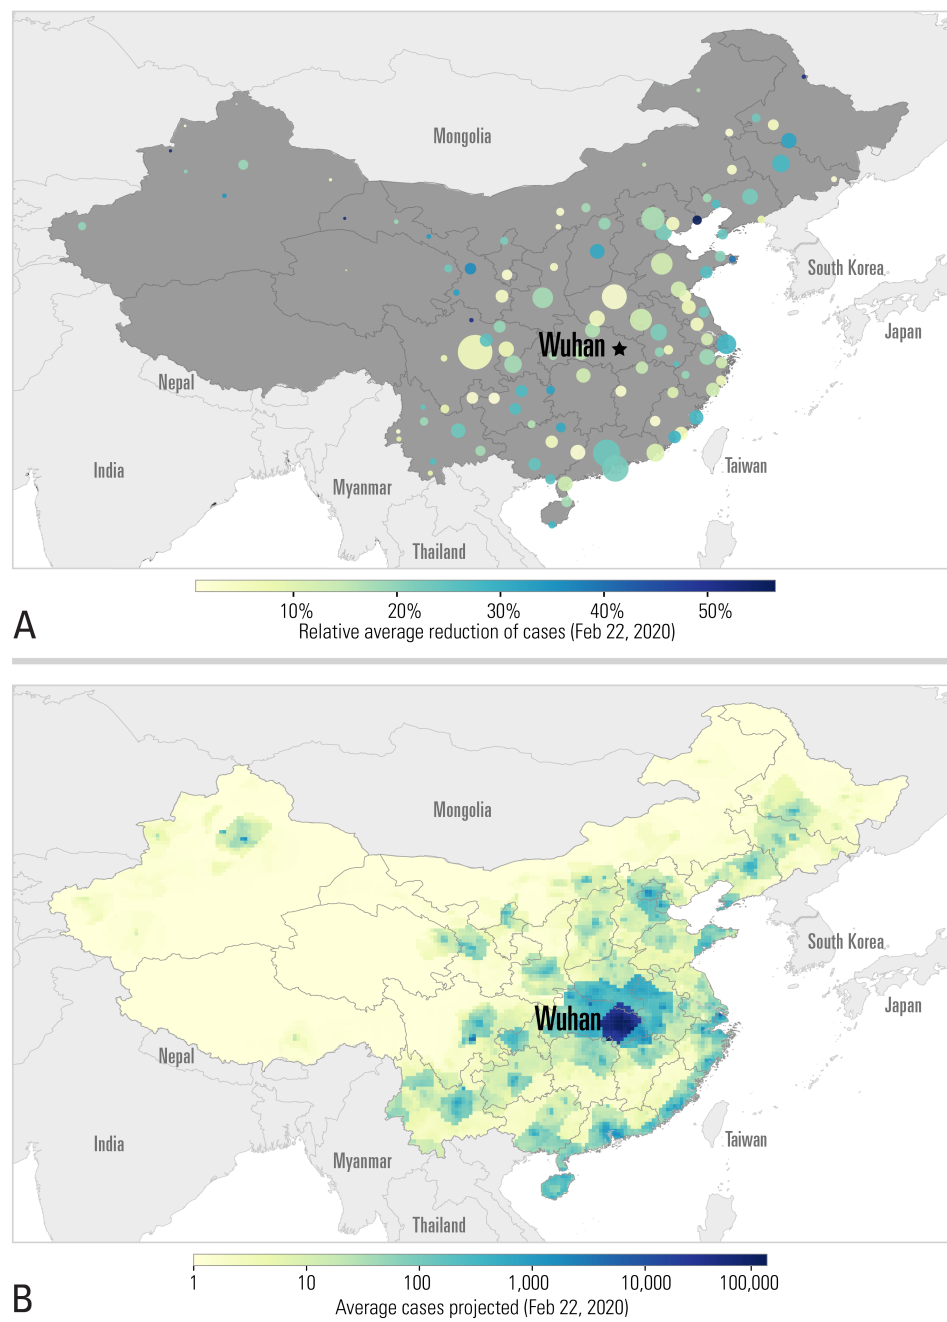 Mongolia
South Korea
Japan
Wuhan
Nepal
India
Taiwan
Myanmar
Thailand
10% 20% 30% 40% 50%
Relative average reduction of cases (Feb 22, 2020)
A
Mongolia
South Korea
Japan
Wuhan
Nepal
India
Taiwan
Myanmar
Thailand
1 10 100 1,000 10,000 100,000
Average cases projected (Feb 22, 2020)
B